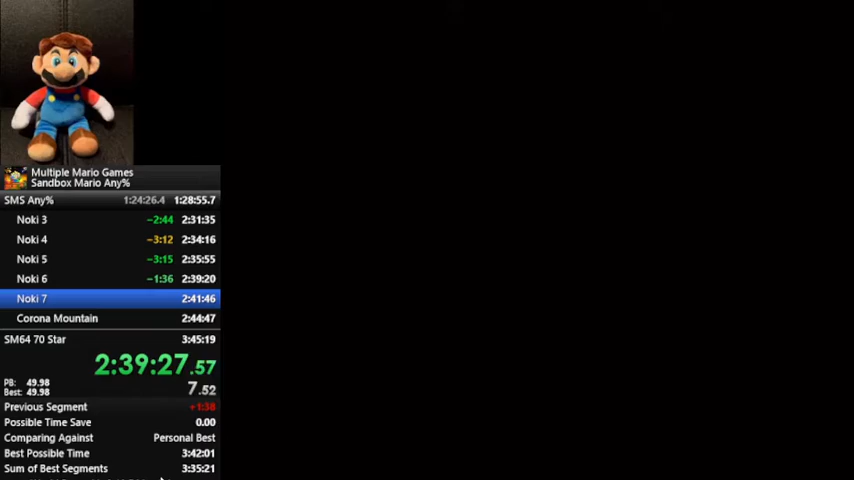 Multiple Mario Games
Sandbox Mario Any%
SMS Any% 1:24:26.4 1:28:55.7
Noki 3 −2:44 2:31:35
Noki 4 −3:12 2:34:16
Noki 5 −3:15 2:35:55
Noki 6 −1:36 2:39:20
Noki 7 2:41:46
Corona Mountain 2:44:47
SM64 70 Star 3:45:19
2:39:27.57
PB: 49.98
Best: 49.98
7.52
Previous Segment +1:38
Possible Time Save 0.00
Comparing Against Personal Best
Best Possible Time 3:42:01
Sum of Best Segments 3:35:21